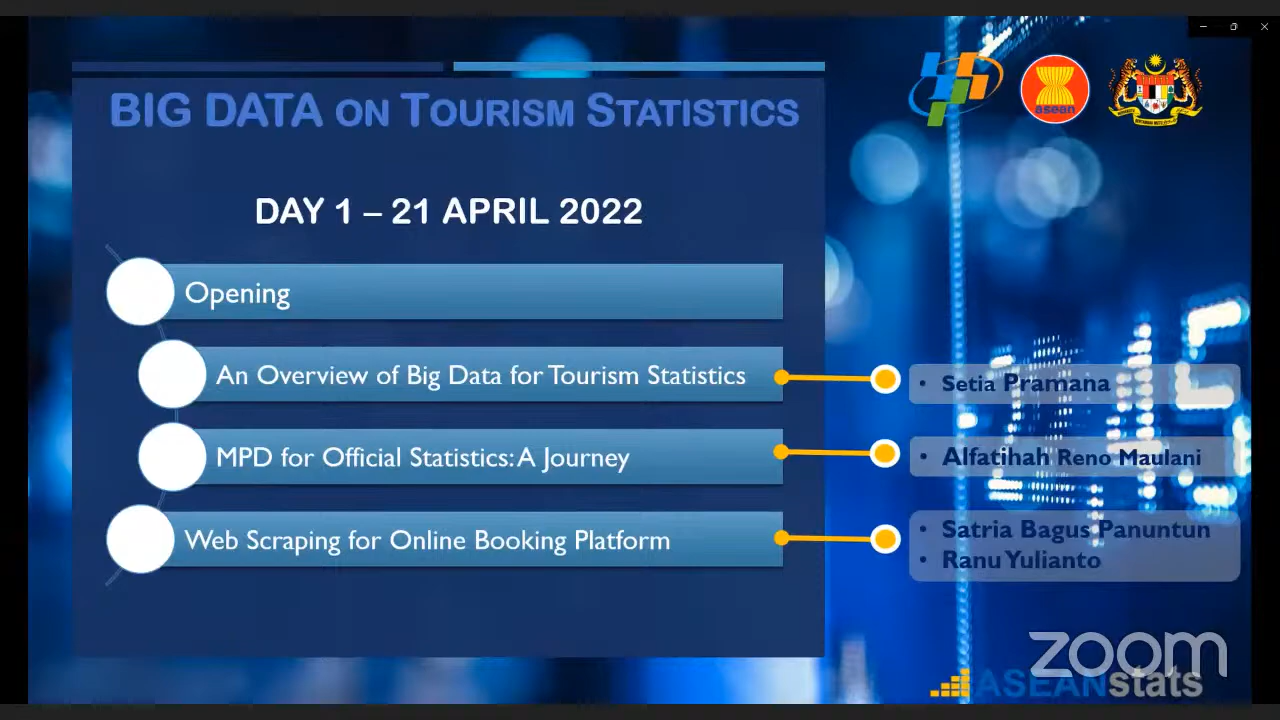 BIG DATA ON TOURISM STATISTICS
asean
DAY 1 – 21 APRIL 2022
Opening
An Overview of Big Data for Tourism Statistics
• Setia Pramana
MPD for Official Statistics: A Journey
• Alfatihah Reno Maulani
Web Scraping for Online Booking Platform
• Satria Bagus Panuntun
• Ranu Yulianto
zoom
ASEANstats